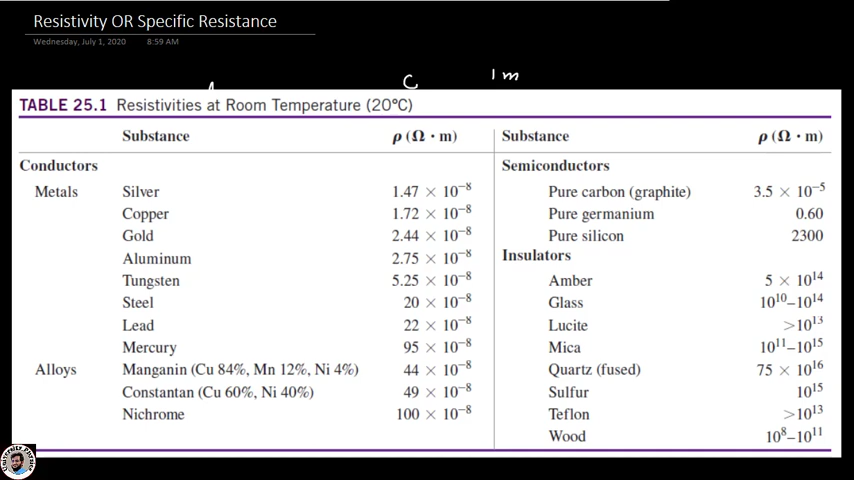 Resistivity OR Specific Resistance
Wednesday, July 1, 2020 8:59 AM
C 1m
TABLE 25.1 Resistivities at Room Temperature (20°C)
Substance ρ (Ω · m) Substance ρ (Ω · m)
Conductors Semiconductors
Metals Silver 1.47 × 10⁻⁸ Pure carbon (graphite) 3.5 × 10⁻⁵
Copper 1.72 × 10⁻⁸ Pure germanium 0.60
Gold 2.44 × 10⁻⁸ Pure silicon 2300
Aluminum 2.75 × 10⁻⁸ Insulators
Tungsten 5.25 × 10⁻⁸ Amber 5 × 10¹⁴
Steel 20 × 10⁻⁸ Glass 10¹⁰–10¹⁴
Lead 22 × 10⁻⁸ Lucite >10¹³
Mercury 95 × 10⁻⁸ Mica 10¹¹–10¹⁵
Alloys Manganin (Cu 84%, Mn 12%, Ni 4%) 44 × 10⁻⁸ Quartz (fused) 75 × 10¹⁶
Constantan (Cu 60%, Ni 40%) 49 × 10⁻⁸ Sulfur 10¹⁵
Nichrome 100 × 10⁻⁸ Teflon >10¹³
Wood 10⁸–10¹¹